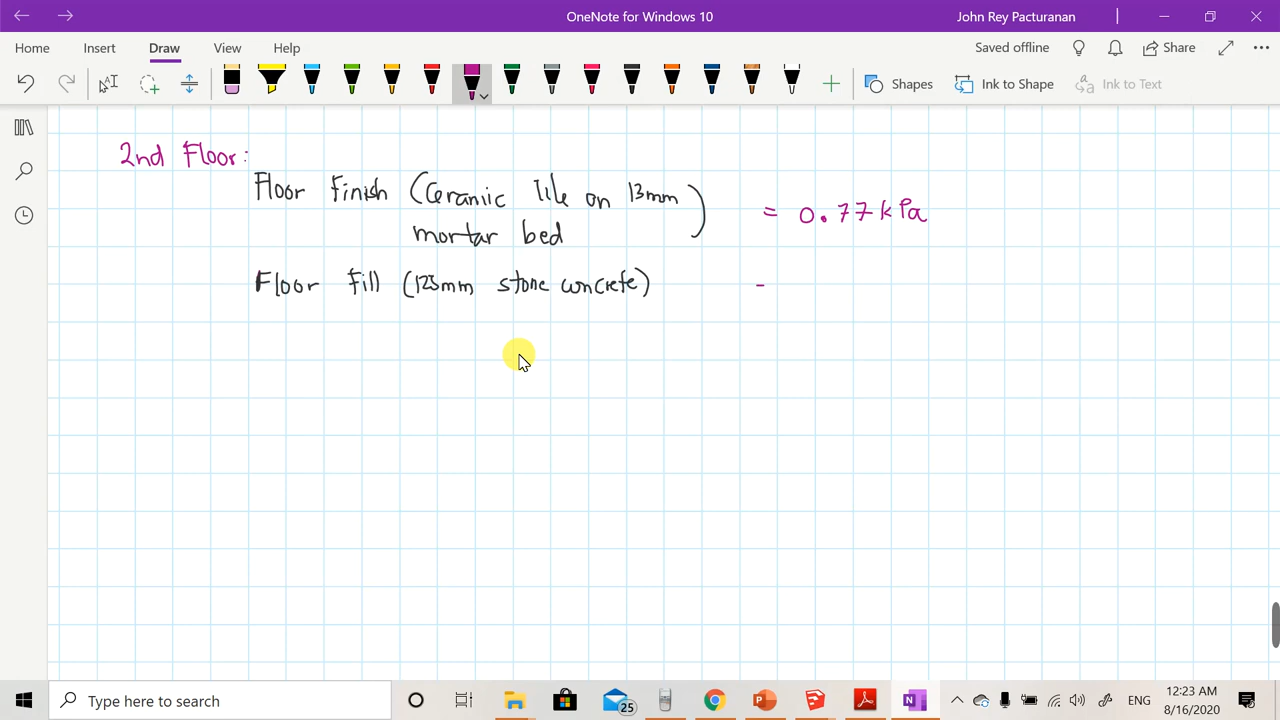 OneNote for Windows 10
John Rey Pacturanan
Home Insert Draw View Help
Saved offline
Share
Shapes
Ink to Shape
Ink to Text
2nd Floor:
Floor Finish (Ceramic Tile on 13mm
mortar bed)
= 0.77 kPa
Floor Fill (125mm stone concrete) -
Type here to search
25
ENG
12:23 AM
8/16/2020